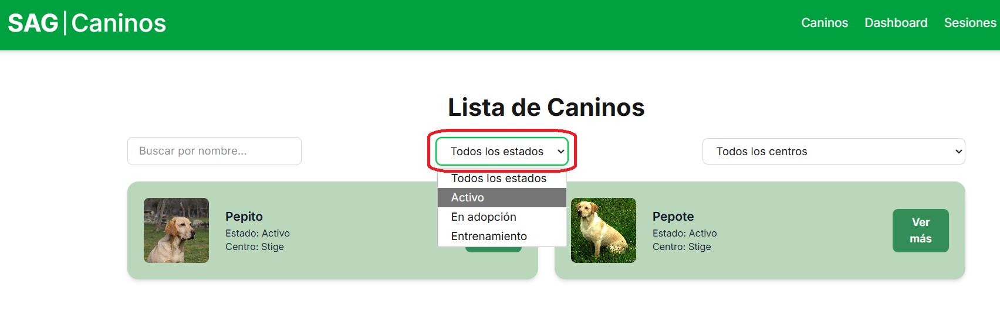 SAG|Caninos
Caninos Dashboard Sesiones
Lista de Caninos
Buscar por nombre...
Todos los estados
Todos los centros
Todos los estados
Activo
En adopción
Entrenamiento
Pepito
Estado: Activo
Centro: Stige
Pepote
Estado: Activo
Centro: Stige
Ver
más